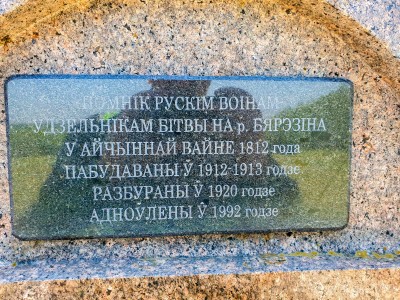 ПОМНІК РУСКІМ ВОІНАМ
УДЗЕЛЬНІКАМ БІТВЫ НА р. БЯРЭЗІНА
У АЙЧЫННАЙ ВАЙНЕ 1812 года
ПАБУДАВАНЫ Ў 1912-1913 годзе
РАЗБУРАНЫ Ў 1920 годзе
АДНОЎЛЕНЫ Ў 1992 годзе